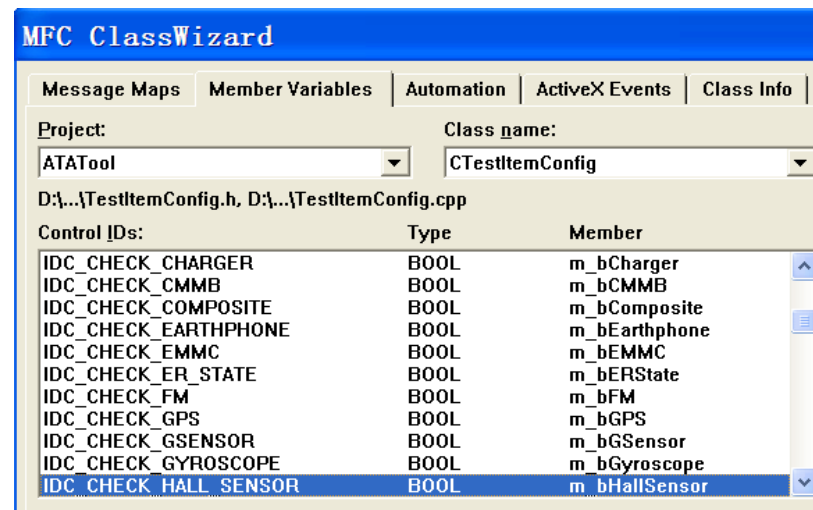 MFC ClassWizard
Message Maps Member Variables Automation ActiveX Events Class Info
Project: Class name:
ATATool CTestItemConfig
D:\...\TestItemConfig.h, D:\...\TestItemConfig.cpp
Control IDs: Type Member
IDC_CHECK_CHARGER BOOL m_bCharger
IDC_CHECK_CMMB BOOL m_bCMMB
IDC_CHECK_COMPOSITE BOOL m_bComposite
IDC_CHECK_EARTHPHONE BOOL m_bEarthphone
IDC_CHECK_EMMC BOOL m_bEMMC
IDC_CHECK_ER_STATE BOOL m_bERState
IDC_CHECK_FM BOOL m_bFM
IDC_CHECK_GPS BOOL m_bGPS
IDC_CHECK_GSENSOR BOOL m_bGSensor
IDC_CHECK_GYROSCOPE BOOL m_bGyroscope
IDC_CHECK_HALL_SENSOR BOOL m_bHallSensor